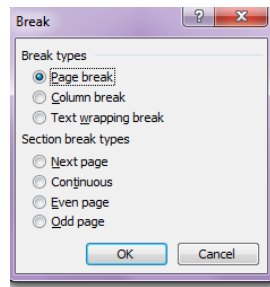 Break
Break types
Page break
Column break
Text wrapping break
Section break types
Next page
Continuous
Even page
Odd page
OK Cancel